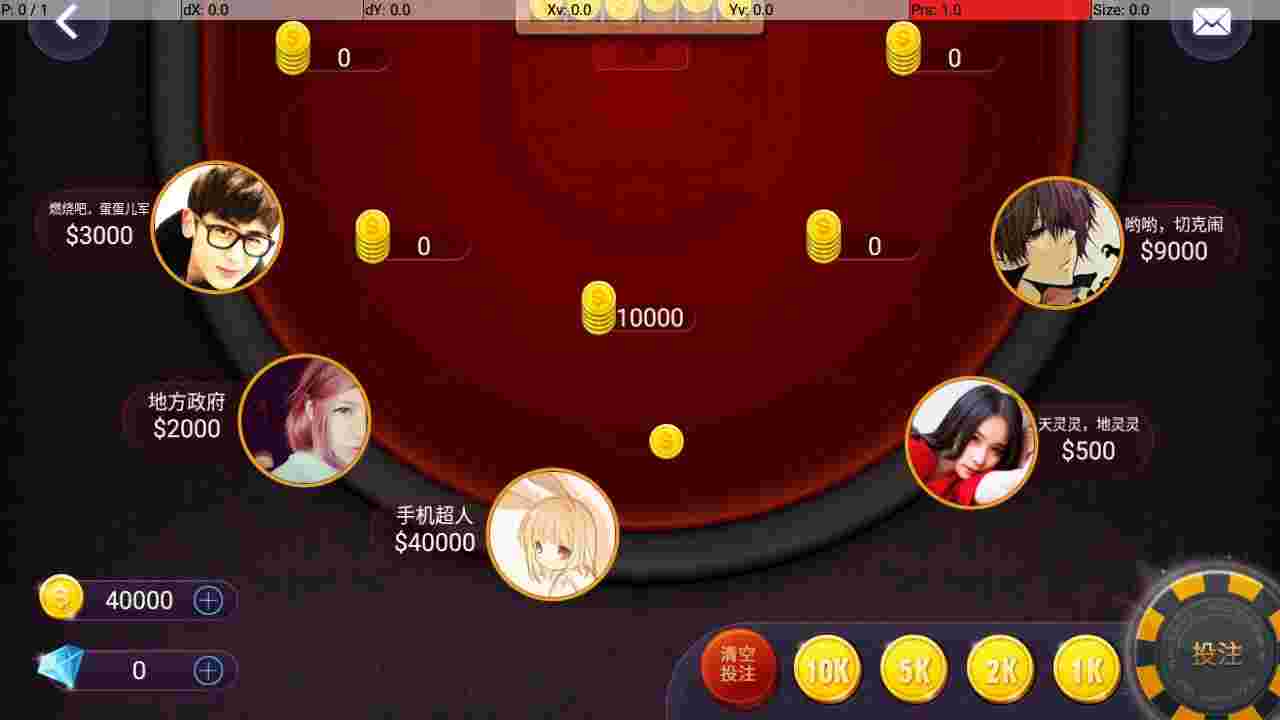 P: 0 / 1
dX: 0.0
dY: 0.0
Xv: 0.0
Yv: 0.0
Prs: 1.0
Size: 0.0
0
0
燃烧吧，蛋蛋儿军
$3000
0
0
哟哟，切克闹
$9000
10000
地方政府
$2000
天灵灵，地灵灵
$500
手机超人
$40000
40000
0
清空
投注
10K
5K
2K
1K
投注